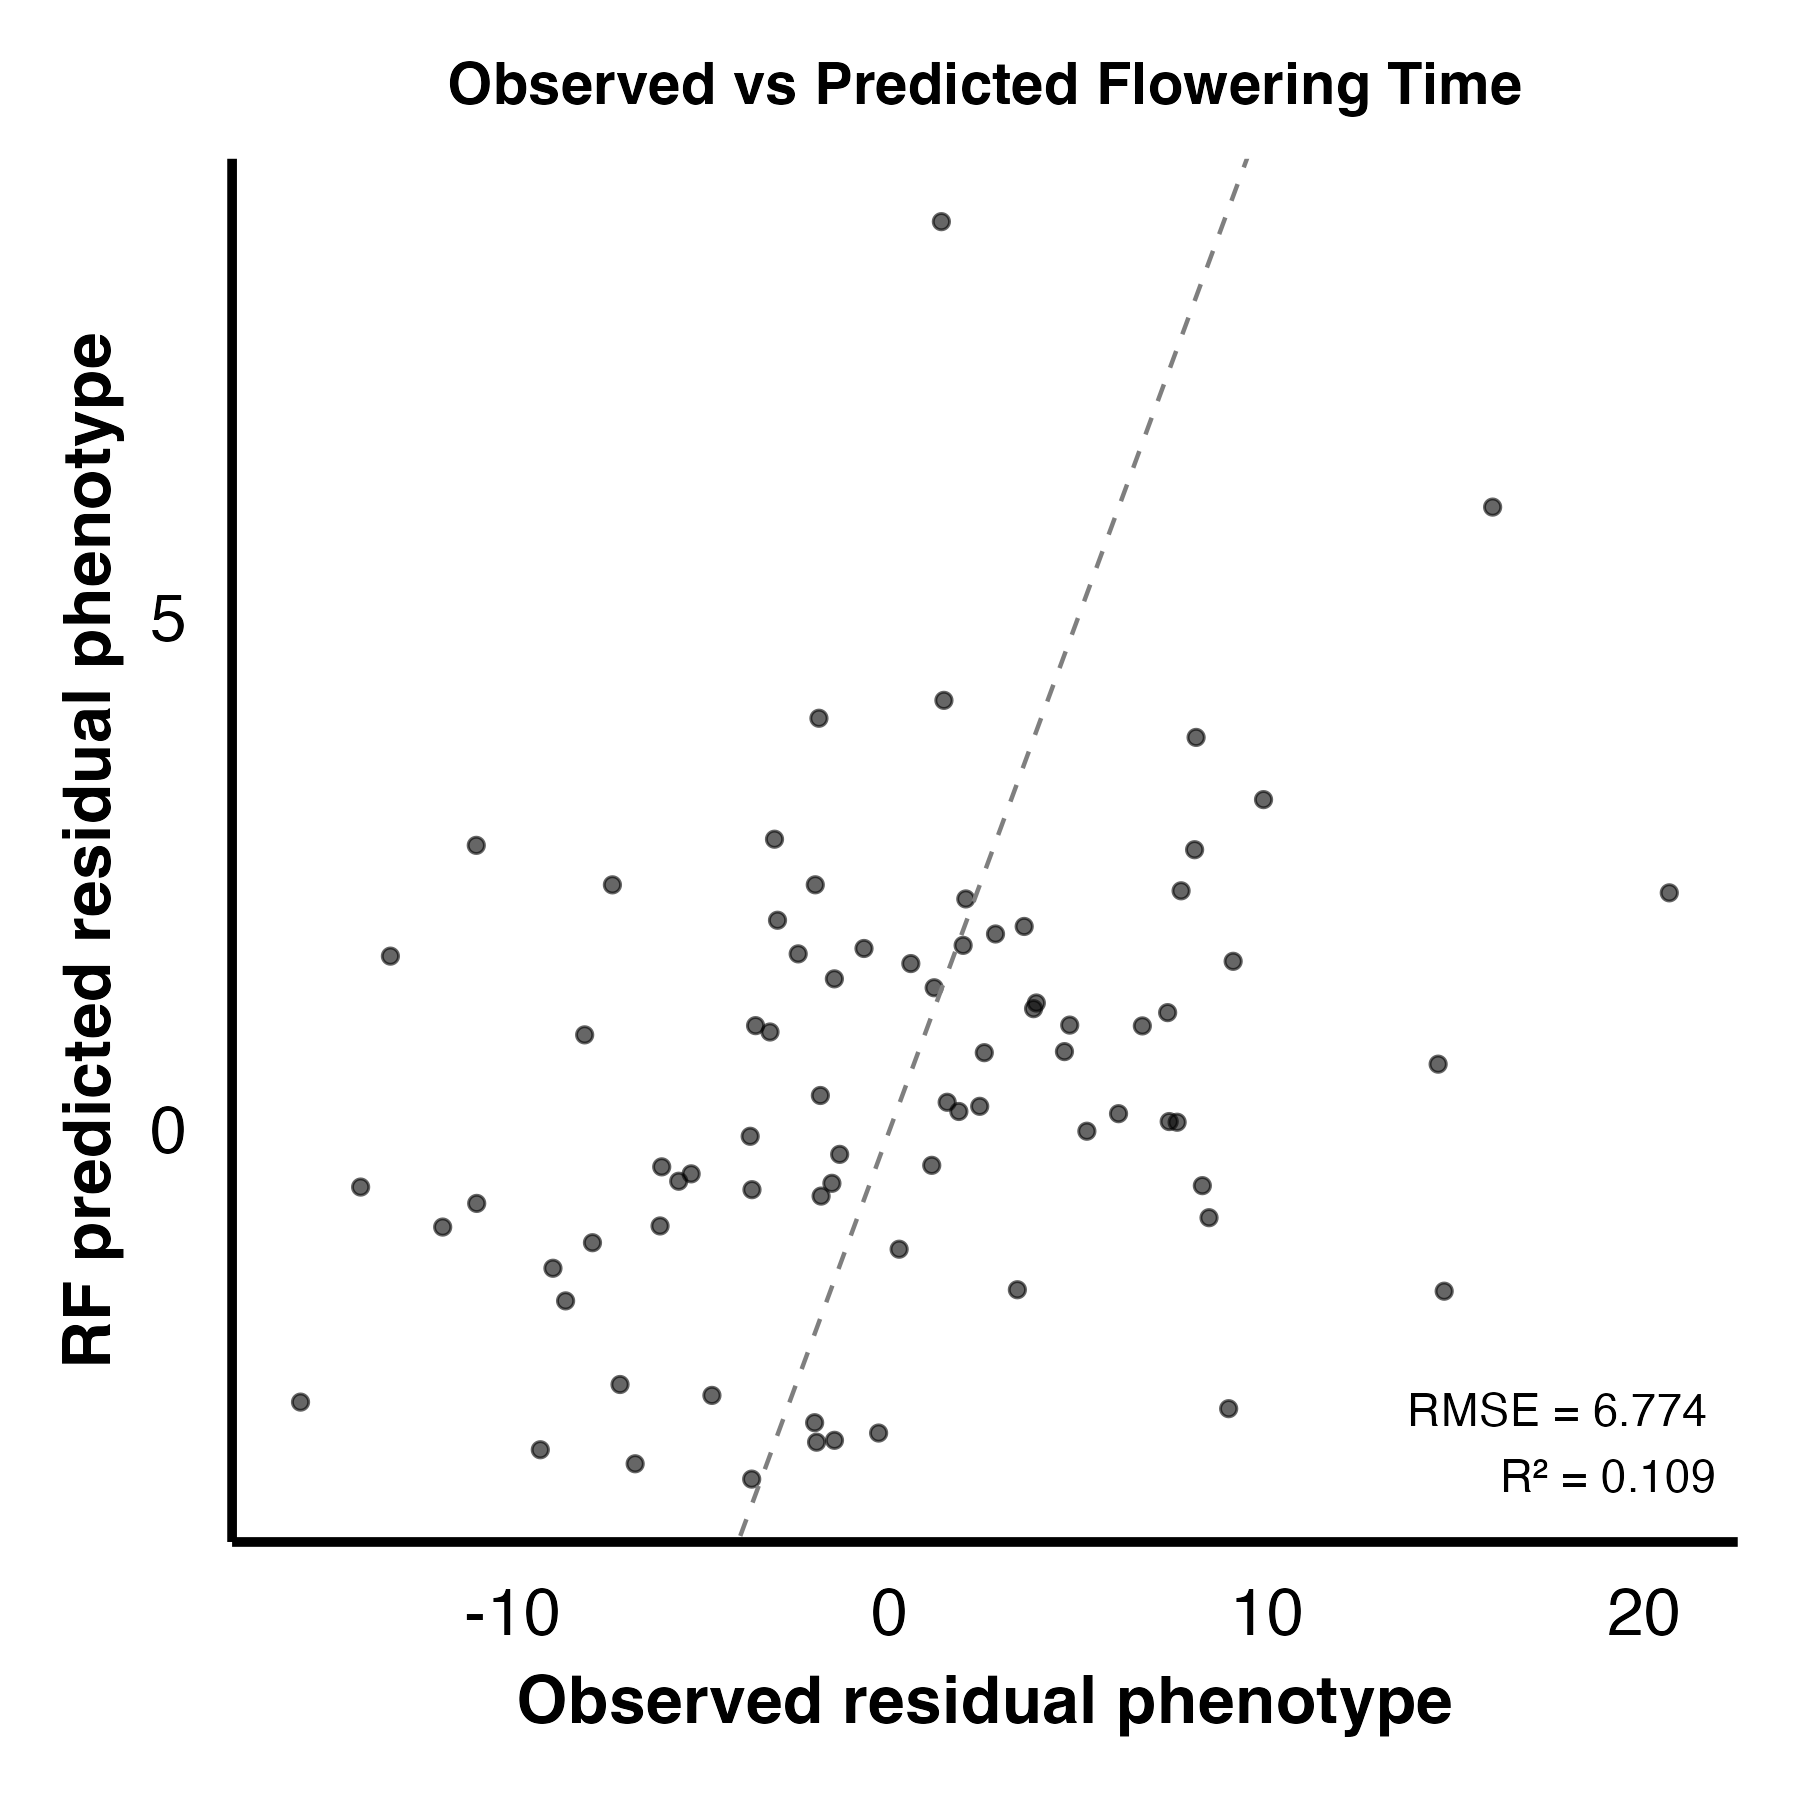 Observed vs Predicted Flowering Time
RF predicted residual phenotype
5
0
RMSE = 6.774
R² = 0.109
-10 0 10 20
Observed residual phenotype